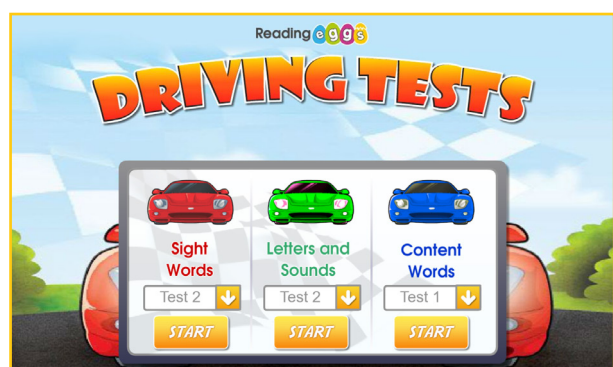 Reading eggs
DRIVING TESTS
Sight Words
Test 2
START
Letters and Sounds
Test 2
START
Content Words
Test 1
START